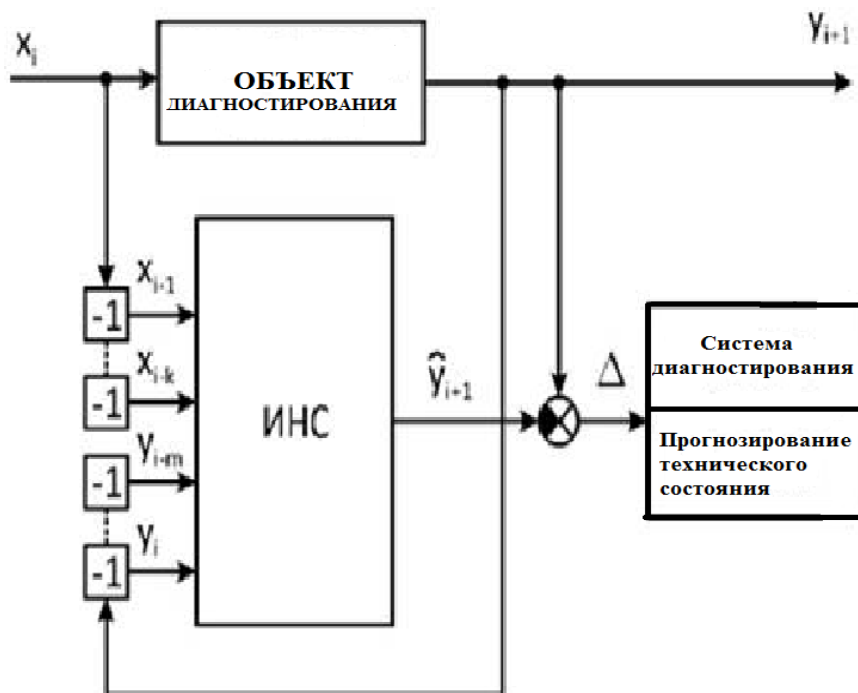 xᵢ
yᵢ₊₁
ОБЪЕКТ
ДИАГНОСТИРОВАНИЯ
xᵢ₋₁
-1
xᵢ₋ₖ
-1
yᵢ₋ₘ
-1
yᵢ
-1
ИНС
ŷᵢ₊₁
Δ
Система
диагностирования
Прогнозирование
технического
состояния